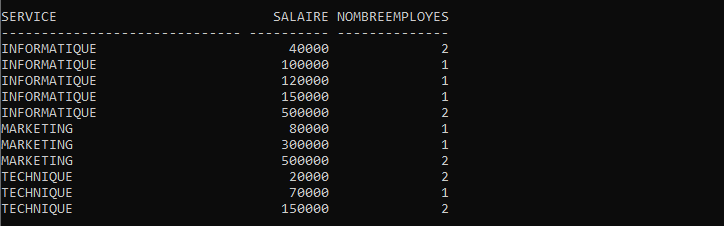 SERVICE                           SALAIRE NOMBREEMPLOYES
------------------------------ ---------- --------------
INFORMATIQUE                        40000              2
INFORMATIQUE                       100000              1
INFORMATIQUE                       120000              1
INFORMATIQUE                       150000              1
INFORMATIQUE                       500000              2
MARKETING                           80000              1
MARKETING                          300000              1
MARKETING                          500000              2
TECHNIQUE                           20000              2
TECHNIQUE                           70000              1
TECHNIQUE                          150000              2